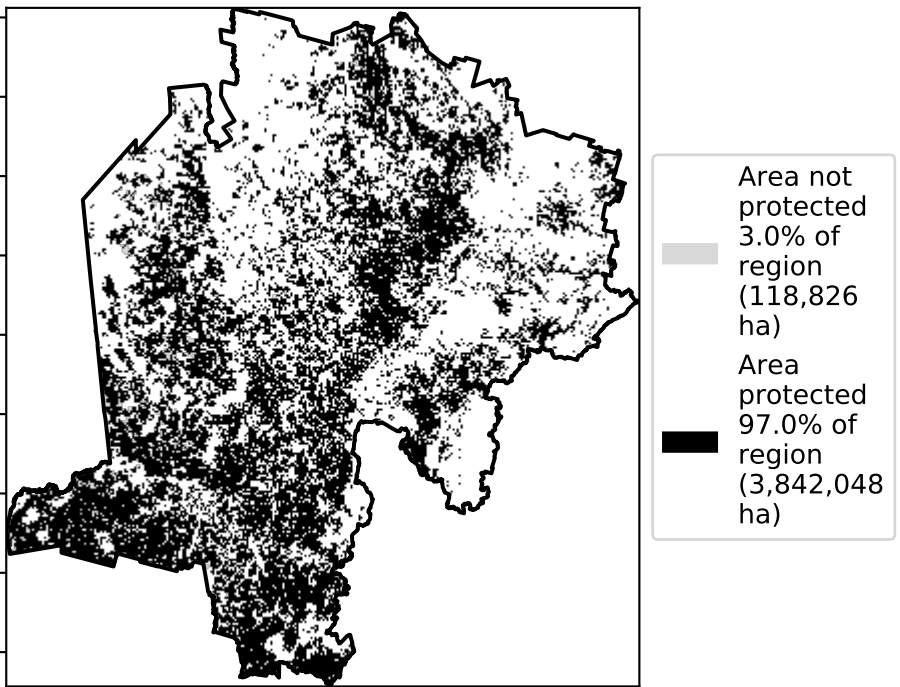 Area not
protected
3.0% of
region
(118,826
ha)
Area
protected
97.0% of
region
(3,842,048
ha)